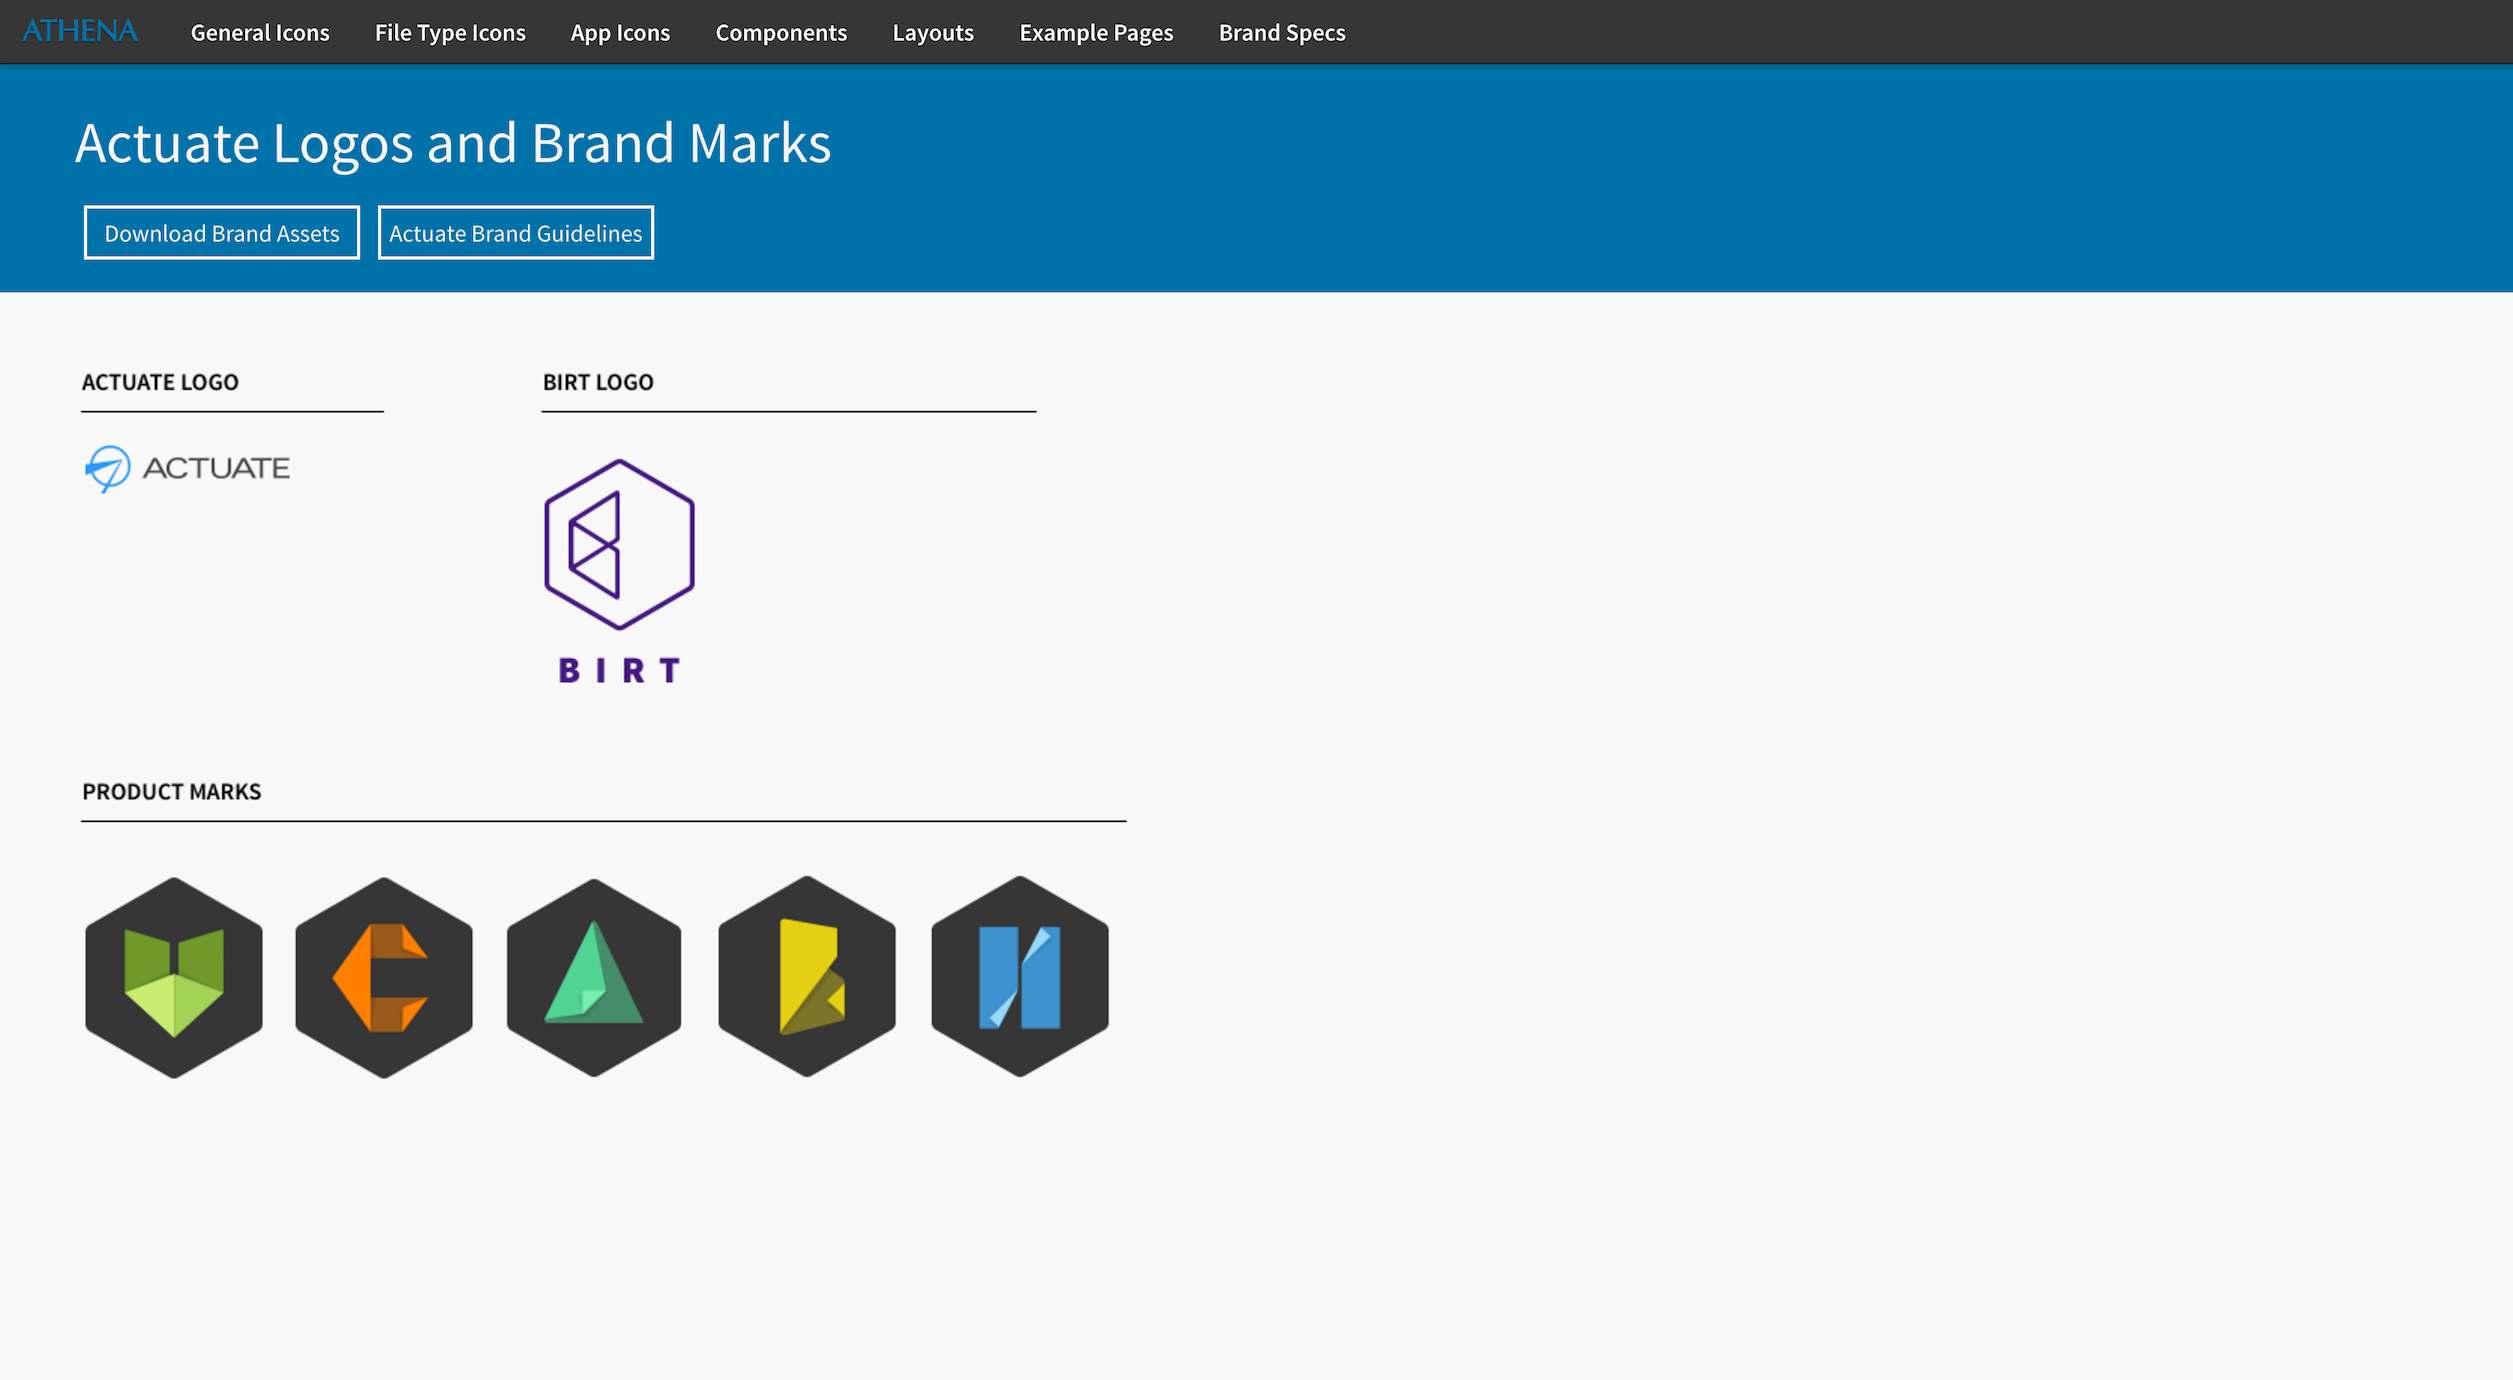 ATHENA General Icons File Type Icons App Icons Components Layouts Example Pages Brand Specs
Actuate Logos and Brand Marks
Download Brand Assets Actuate Brand Guidelines
ACTUATE LOGO BIRT LOGO
ACTUATE
BIRT
PRODUCT MARKS